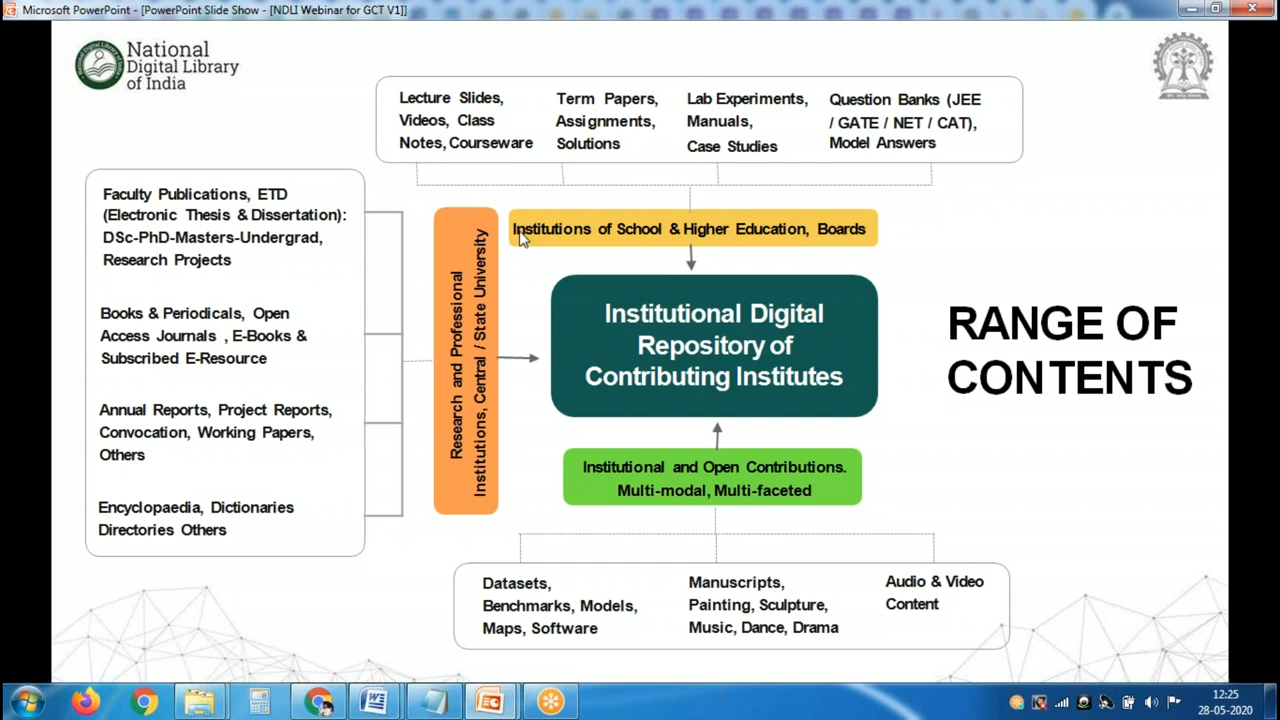 Microsoft PowerPoint - [PowerPoint Slide Show - [NDLI Webinar for GCT V1]]
National
Digital Library
of India
Lecture Slides,
Videos, Class
Notes, Courseware
Term Papers,
Assignments,
Solutions
Lab Experiments,
Manuals,
Case Studies
Question Banks (JEE
/ GATE / NET / CAT),
Model Answers
Faculty Publications, ETD
(Electronic Thesis & Dissertation):
DSc-PhD-Masters-Undergrad,
Research Projects
Books & Periodicals, Open
Access Journals , E-Books &
Subscribed E-Resource
Annual Reports, Project Reports,
Convocation, Working Papers,
Others
Encyclopaedia, Dictionaries
Directories Others
Research and Professional
Institutions, Central / State University
Institutions of School & Higher Education, Boards
Institutional Digital
Repository of
Contributing Institutes
RANGE OF
CONTENTS
Institutional and Open Contributions.
Multi-modal, Multi-faceted
Datasets,
Benchmarks, Models,
Maps, Software
Manuscripts,
Painting, Sculpture,
Music, Dance, Drama
Audio & Video
Content
12:25
28-05-2020